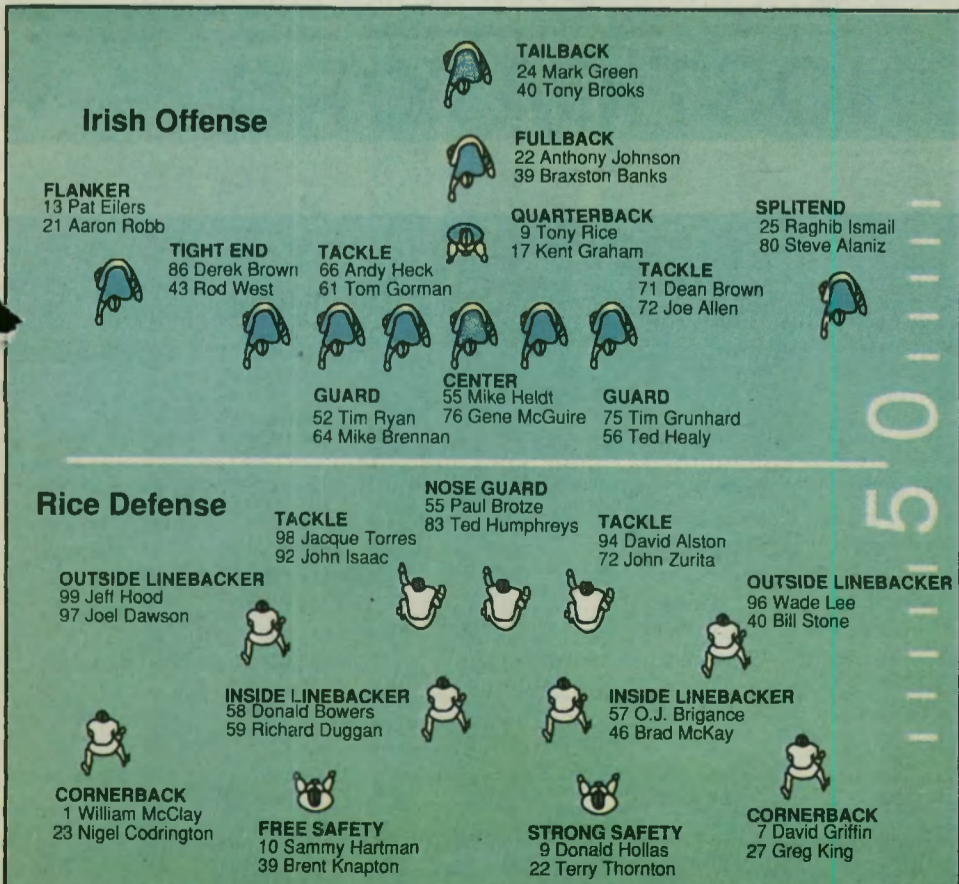 TAILBACK
24 Mark Green
40 Tony Brooks
Irish Offense
FULLBACK
22 Anthony Johnson
39 Braxston Banks
FLANKER
13 Pat Eilers
21 Aaron Robb
QUARTERBACK
9 Tony Rice
17 Kent Graham
SPLITEND
25 Raghib Ismail
80 Steve Alaniz
TIGHT END
86 Derek Brown
43 Rod West
TACKLE
66 Andy Heck
61 Tom Gorman
TACKLE
71 Dean Brown
72 Joe Allen
GUARD
52 Tim Ryan
64 Mike Brennan
CENTER
55 Mike Heldt
76 Gene McGuire
GUARD
75 Tim Grunhard
56 Ted Healy
5 0
Rice Defense
NOSE GUARD
55 Paul Brotze
83 Ted Humphreys
TACKLE
98 Jacque Torres
92 John Isaac
TACKLE
94 David Alston
72 John Zurita
OUTSIDE LINEBACKER
99 Jeff Hood
97 Joel Dawson
OUTSIDE LINEBACKER
96 Wade Lee
40 Bill Stone
INSIDE LINEBACKER
58 Donald Bowers
59 Richard Duggan
INSIDE LINEBACKER
57 O.J. Brigance
46 Brad McKay
CORNERBACK
1 William McClay
23 Nigel Codrington
FREE SAFETY
10 Sammy Hartman
39 Brent Knapton
STRONG SAFETY
9 Donald Hollas
22 Terry Thornton
CORNERBACK
7 David Griffin
27 Greg King